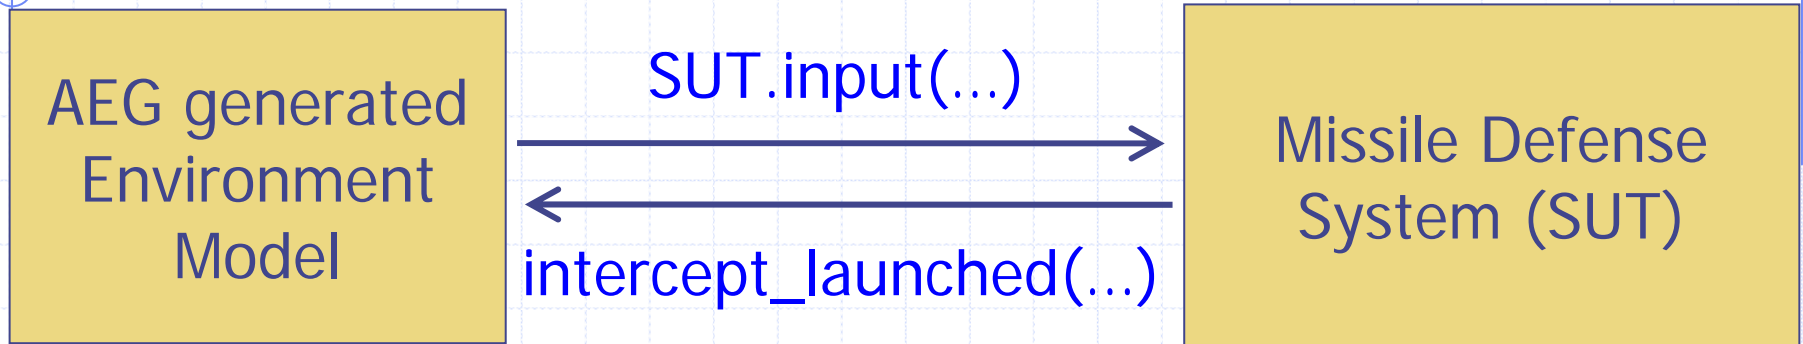 AEG generated
Environment
Model
SUT.input(...)
intercept_launched(...)
Missile Defense
System (SUT)